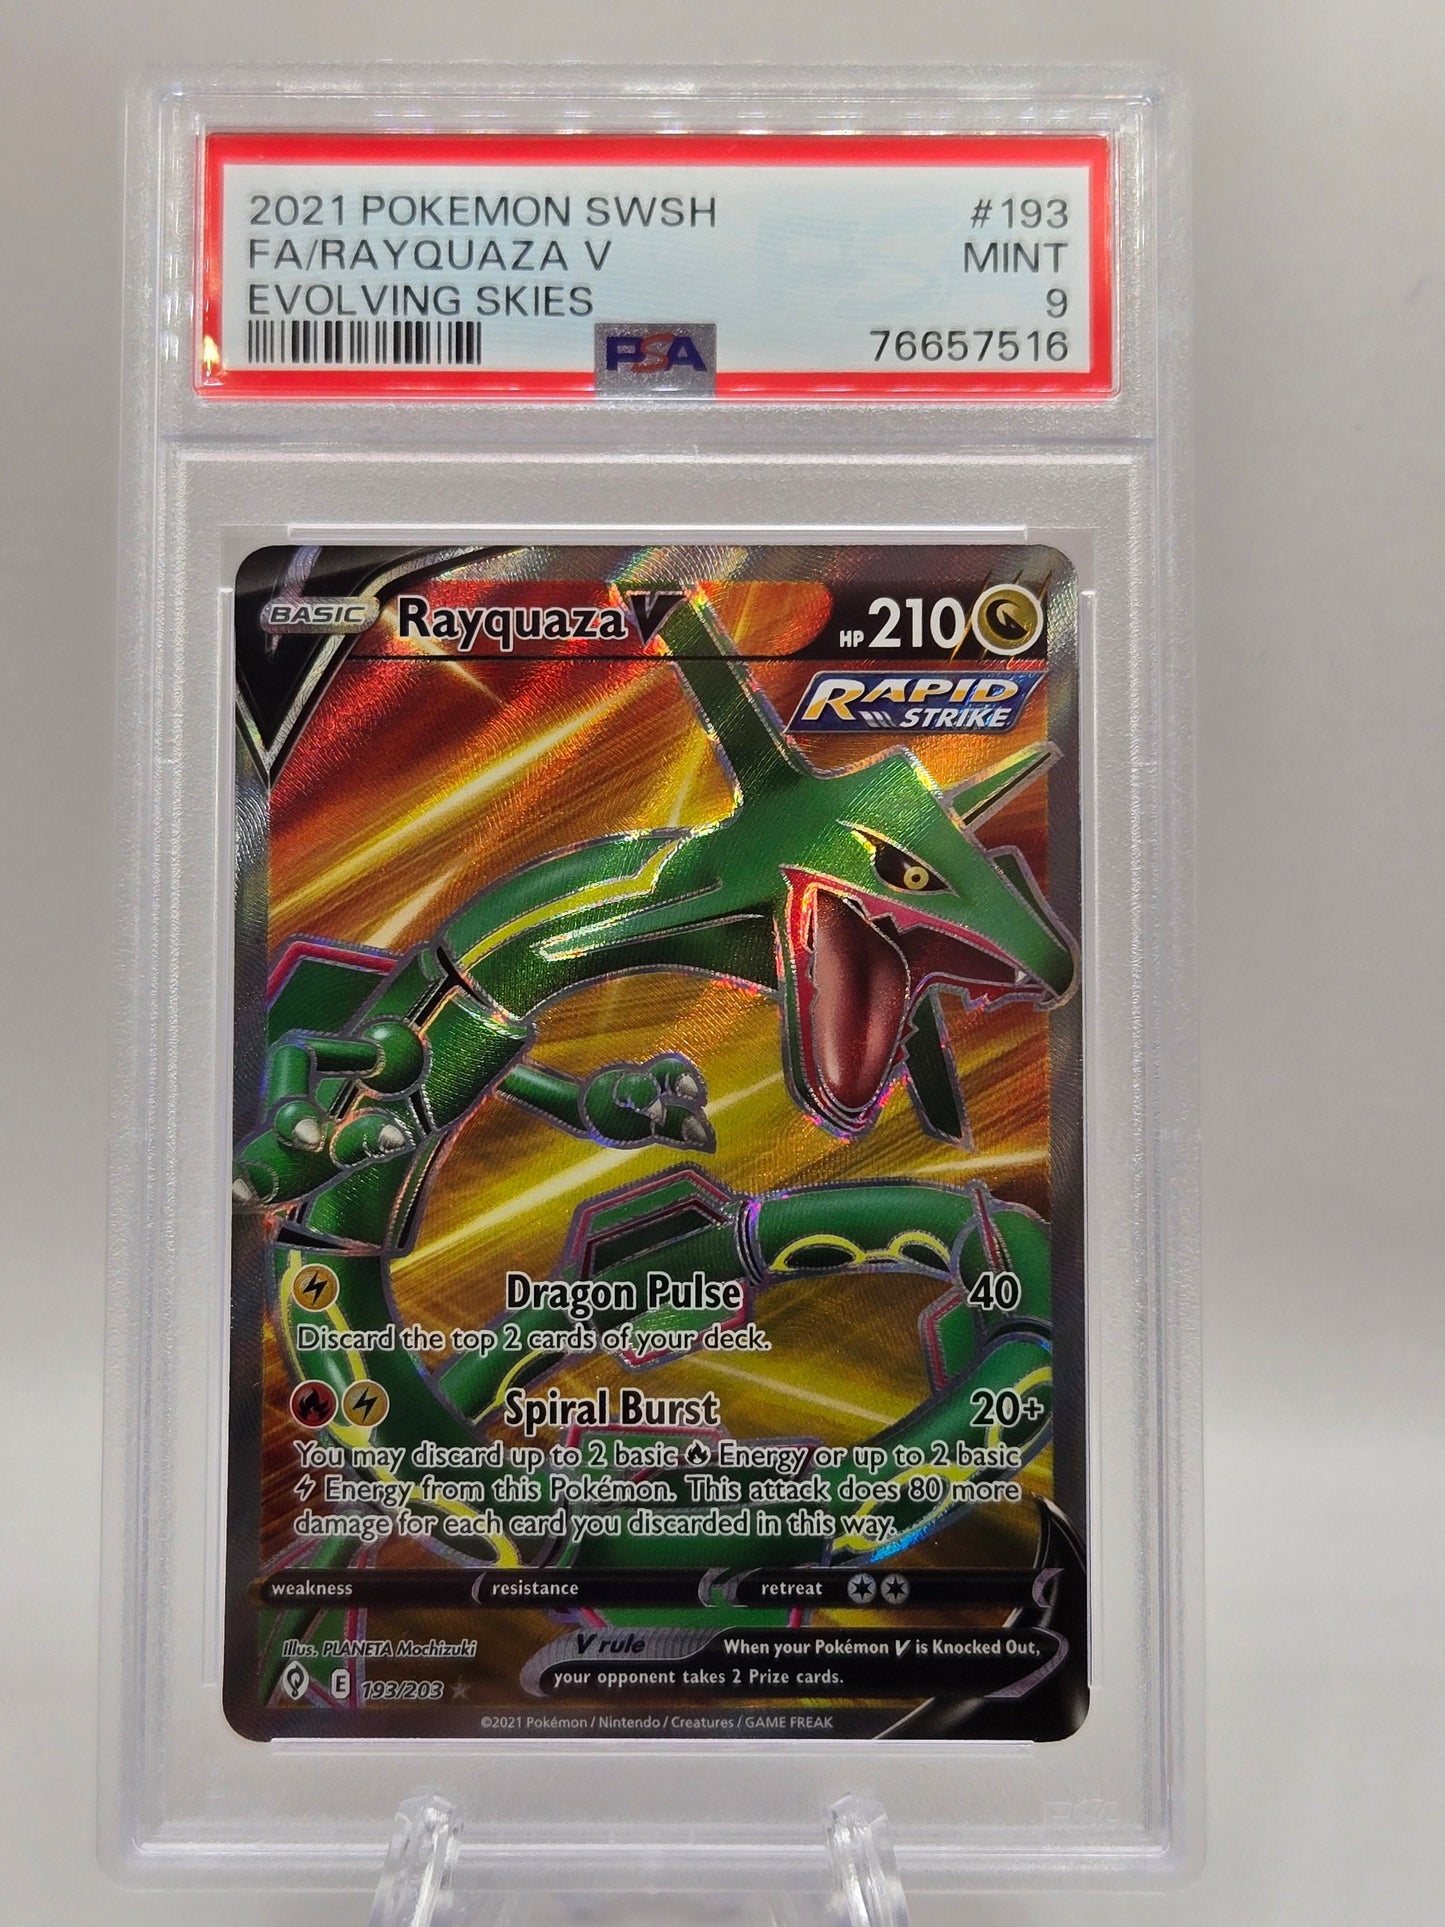 2021 POKEMON SWSH #193
FA/RAYQUAZA V MINT
EVOLVING SKIES 9
PSA 76657516
BASIC Rayquaza V HP 210
RAPID
STRIKE
Dragon Pulse 40
Discard the top 2 cards of your deck.
Spiral Burst 20+
You may discard up to 2 basic Energy or up to 2 basic
Energy from this Pokémon. This attack does 80 more
damage for each card you discarded in this way.
weakness resistance retreat
Illus. PLANETA Mochizuki
V rule When your Pokémon V is Knocked Out,
your opponent takes 2 Prize cards.
E 193/203
©2021 Pokémon / Nintendo / Creatures / GAME FREAK
PSA